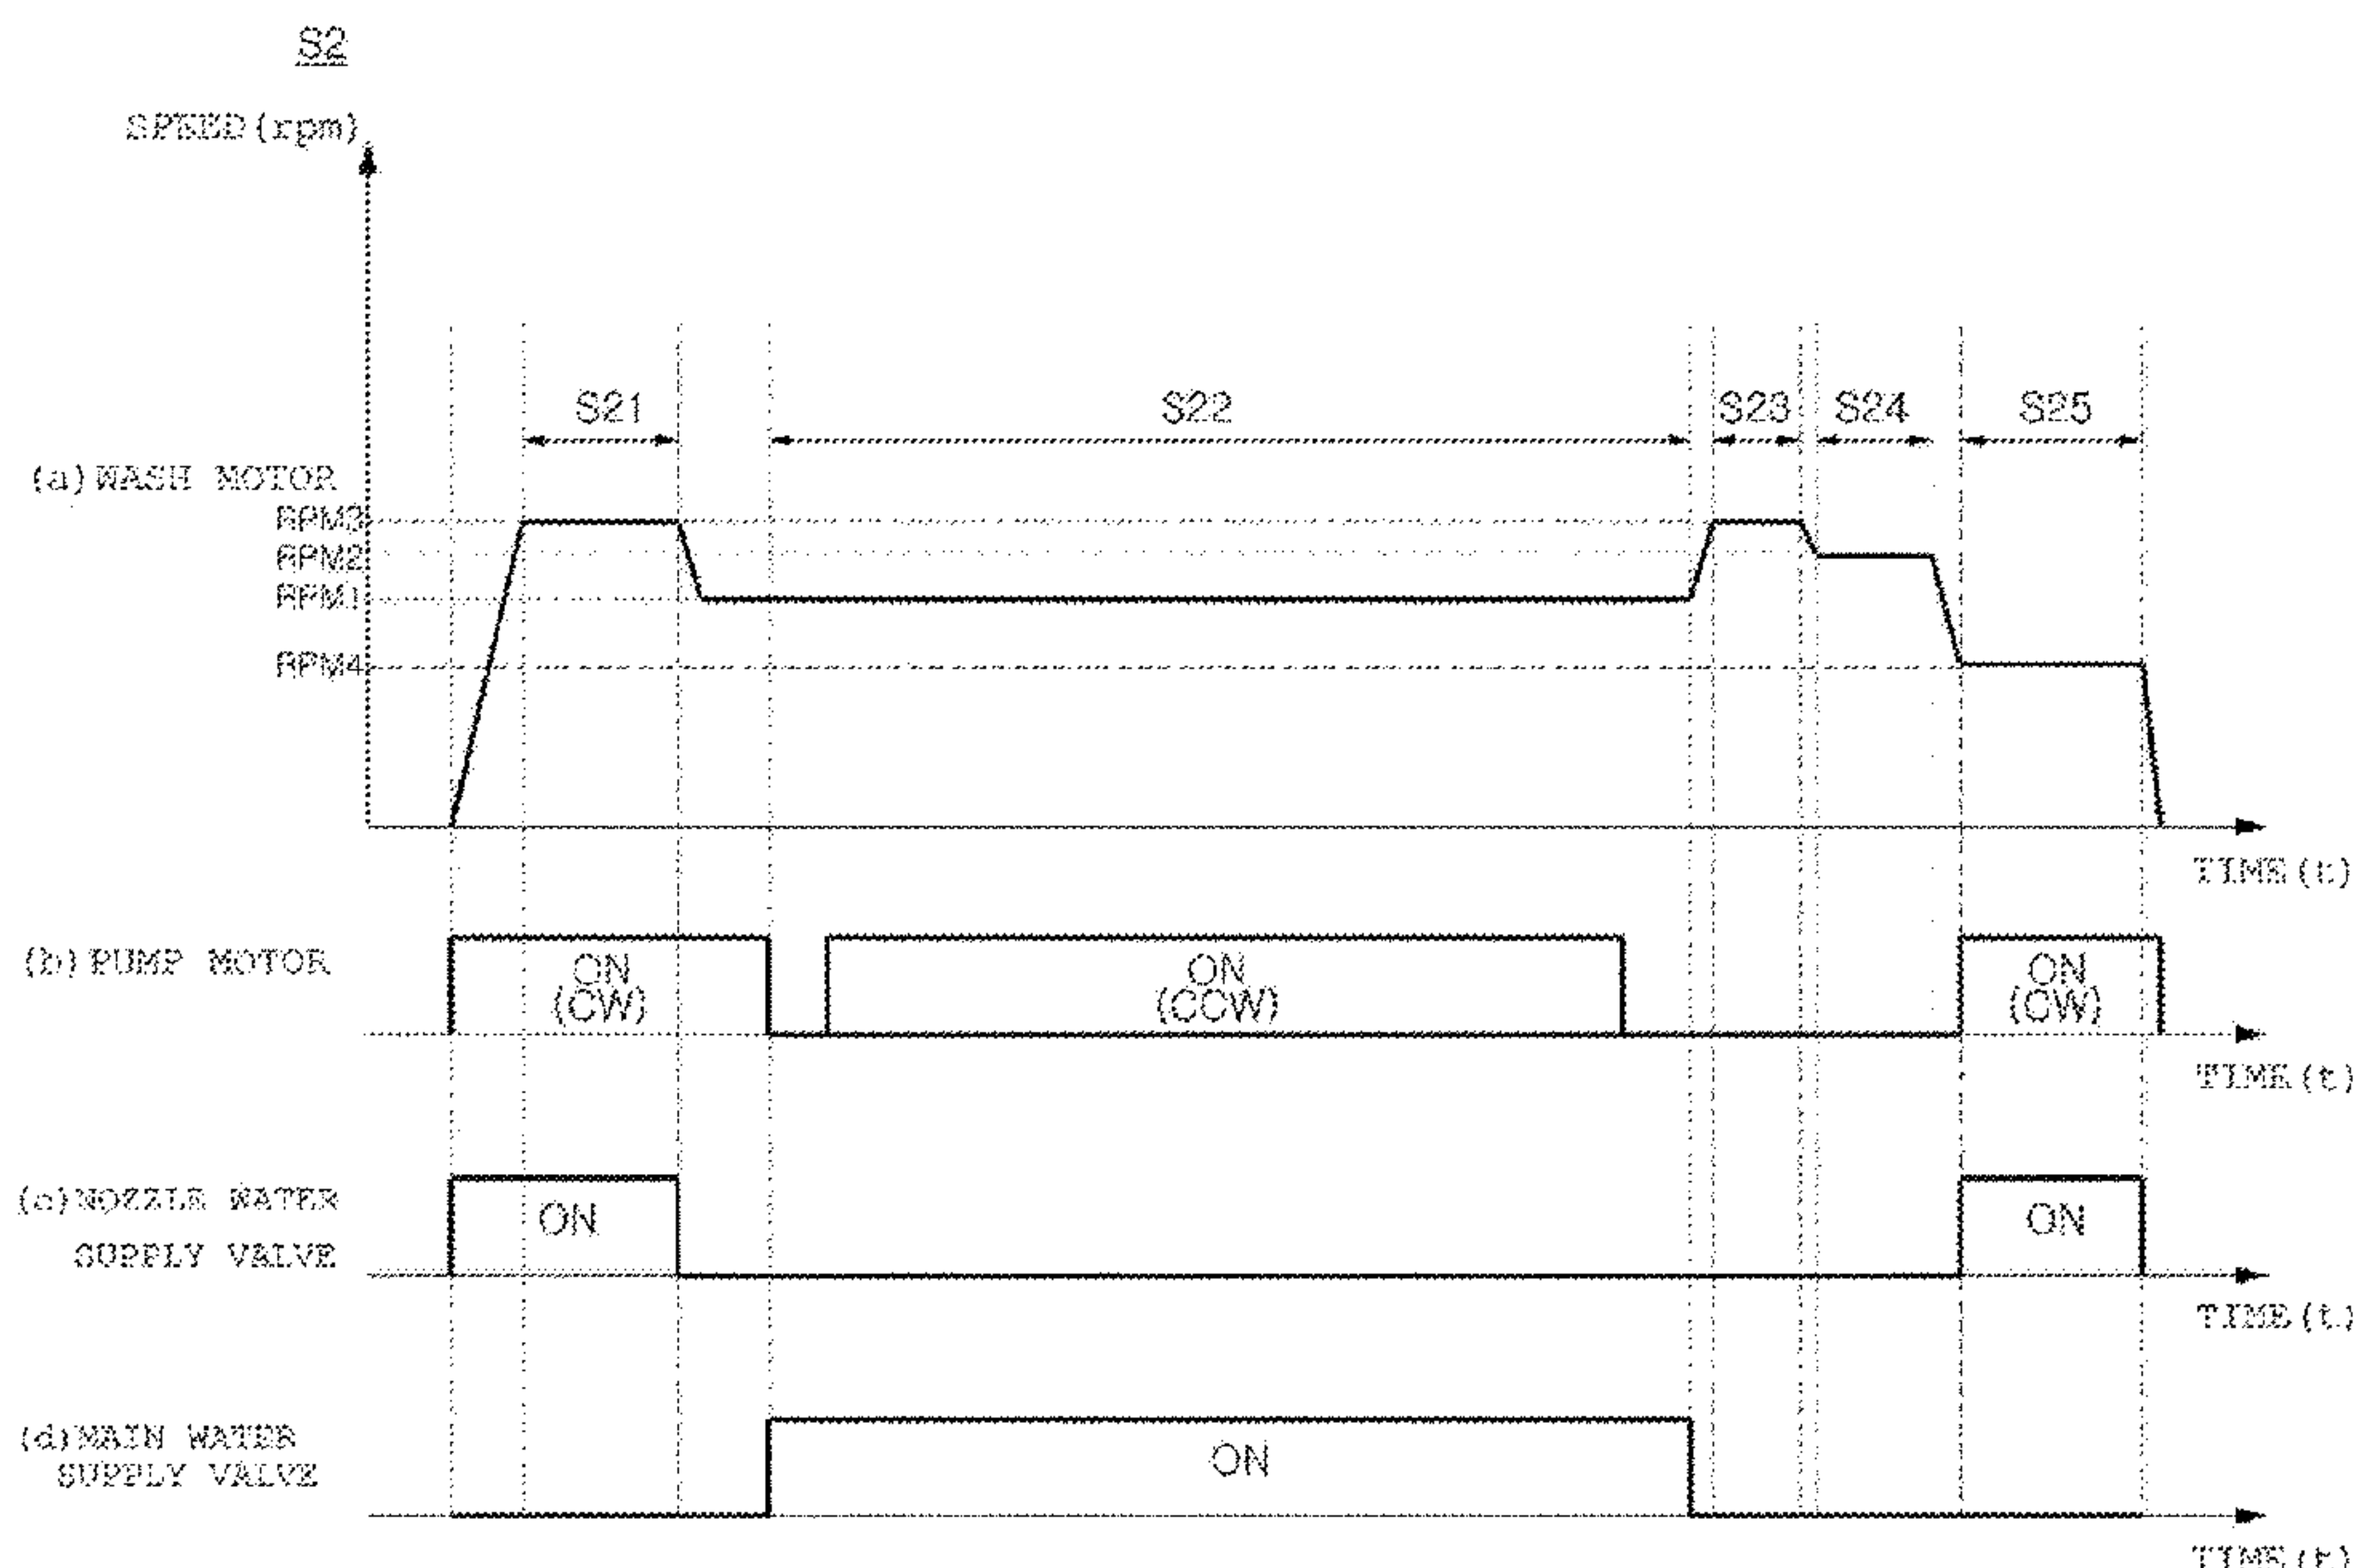 S2
SPEED(rpm)
S21 S22 S23 S24 S25
(a) WASH MOTOR
RPM3
RPM2
RPM1
RPM4
TIME(t)
(b) PUMP MOTOR
ON
(CW)
ON
(CCW)
ON
(CW)
TIME(t)
(c) NOZZLE WATER
SUPPLY VALVE
ON
ON
TIME(t)
(d) MAIN WATER
SUPPLY VALVE
ON
TIME(t)